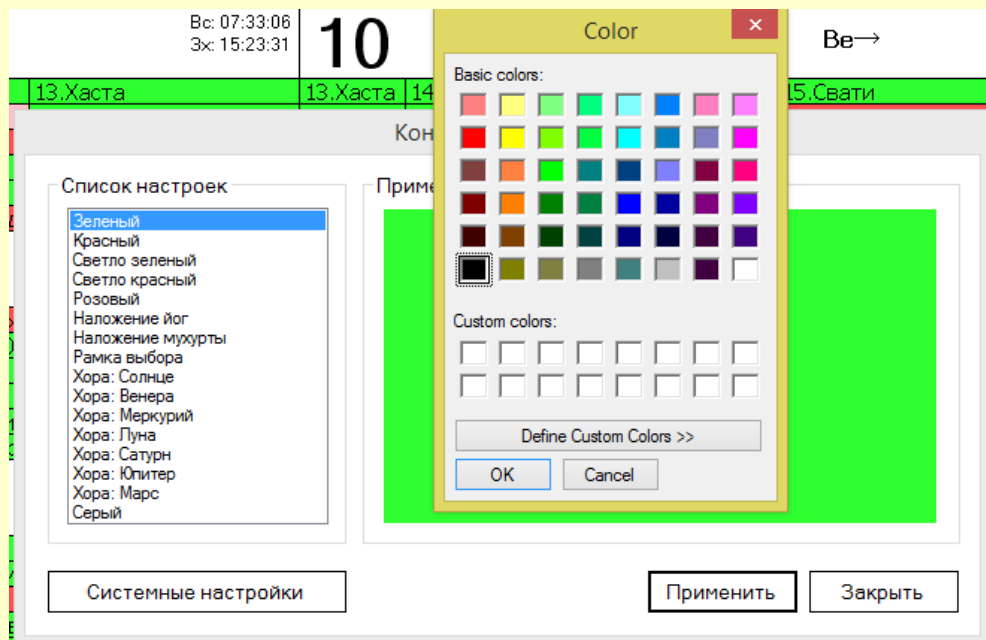 Вс: 07:33:06
Зх: 15:23:31
10
Color
Ве→
Basic colors:
13.Хаста
13.Хаста
14
15.Свати
Кон
Список настроек
Приме
Зеленый
Красный
Светло зеленый
Светло красный
Розовый
Наложение йог
Наложение мухурты
Рамка выбора
Хора: Солнце
Хора: Венера
Хора: Меркурий
Хора: Луна
Хора: Сатурн
Хора: Юпитер
Хора: Марс
Серый
Custom colors:
Define Custom Colors >>
OK
Cancel
Системные настройки
Применить
Закрыть